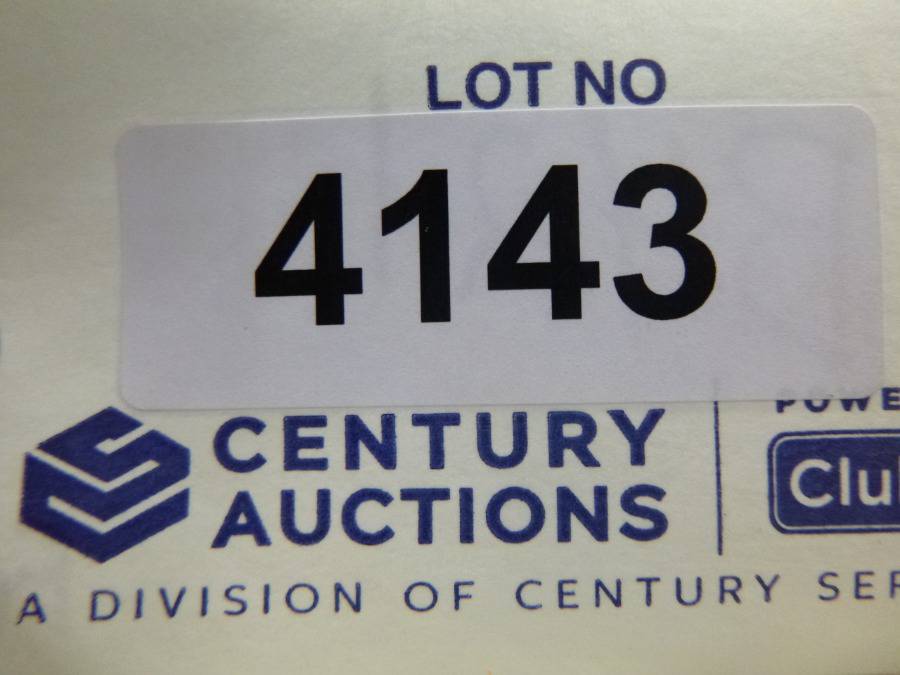 LOT NO
4143
CENTURY
AUCTIONS
A DIVISION OF CENTURY